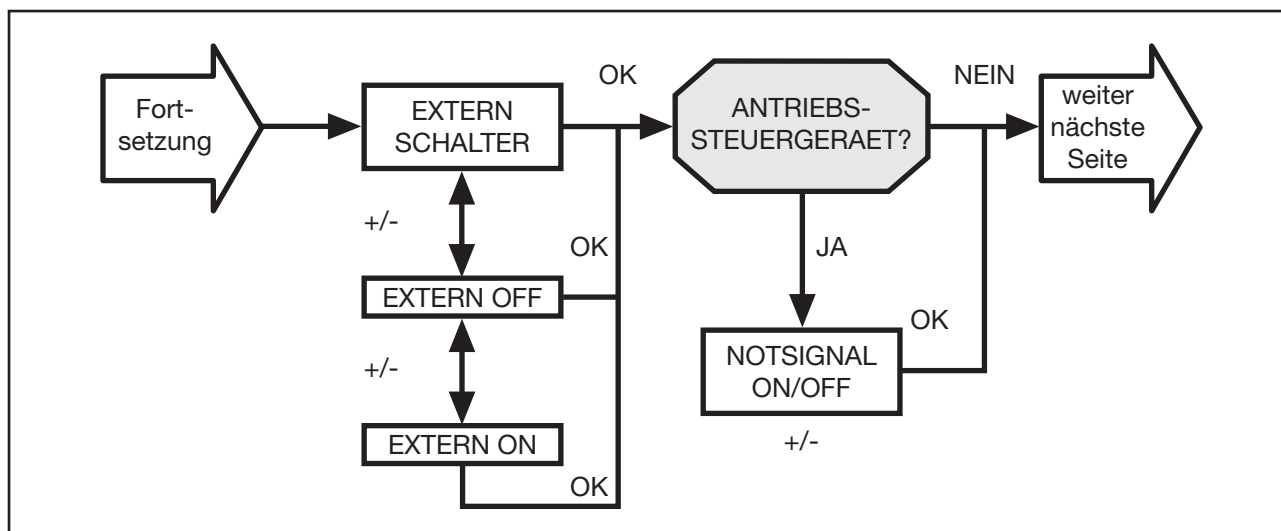 Fort-
setzung
EXTERN
SCHALTER
OK
ANTRIEBS-
STEUERGERAET?
NEIN
weiter
nächste
Seite
+/-
OK
JA
EXTERN OFF
OK
+/-
NOTSIGNAL
ON/OFF
+/-
EXTERN ON
OK